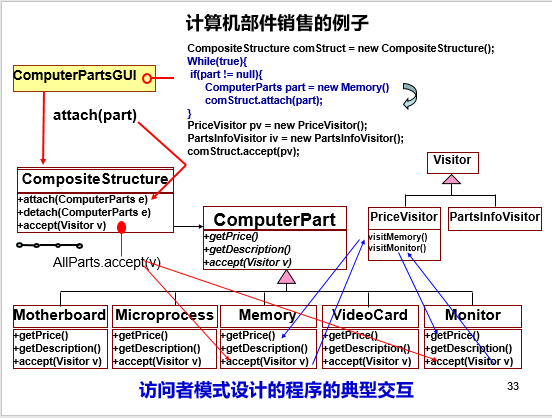 计算机部件销售的例子
CompositeStructure comStruct = new CompositeStructure();
While(true){
if(part != null){
ComputerParts part = new Memory()
comStruct.attach(part);
}
PriceVisitor pv = new PriceVisitor();
PartsInfoVisitor iv = new PartsInfoVisitor();
comStruct.accept(pv);
ComputerPartsGUI
attach(part)
Visitor
CompositeStructure
+attach(ComputerParts e)
+detach(ComputerParts e)
+accept(Visitor v)
ComputerPart
+getPrice()
+getDescription()
+accept(Visitor v)
PriceVisitor
visitMemory()
visitMonitor()
PartsInfoVisitor
AllParts.accept(v)
Motherboard
+getPrice()
+getDescription()
+accept(Visitor v)
Microprocess
+getPrice()
+getDescription()
+accept(Visitor v)
Memory
+getPrice()
+getDescription()
+accept(Visitor v)
VideoCard
+getPrice()
+getDescription()
+accept(Visitor v)
Monitor
+getPrice()
+getDescription()
+accept(Visitor v)
访问者模式设计的程序的典型交互
33